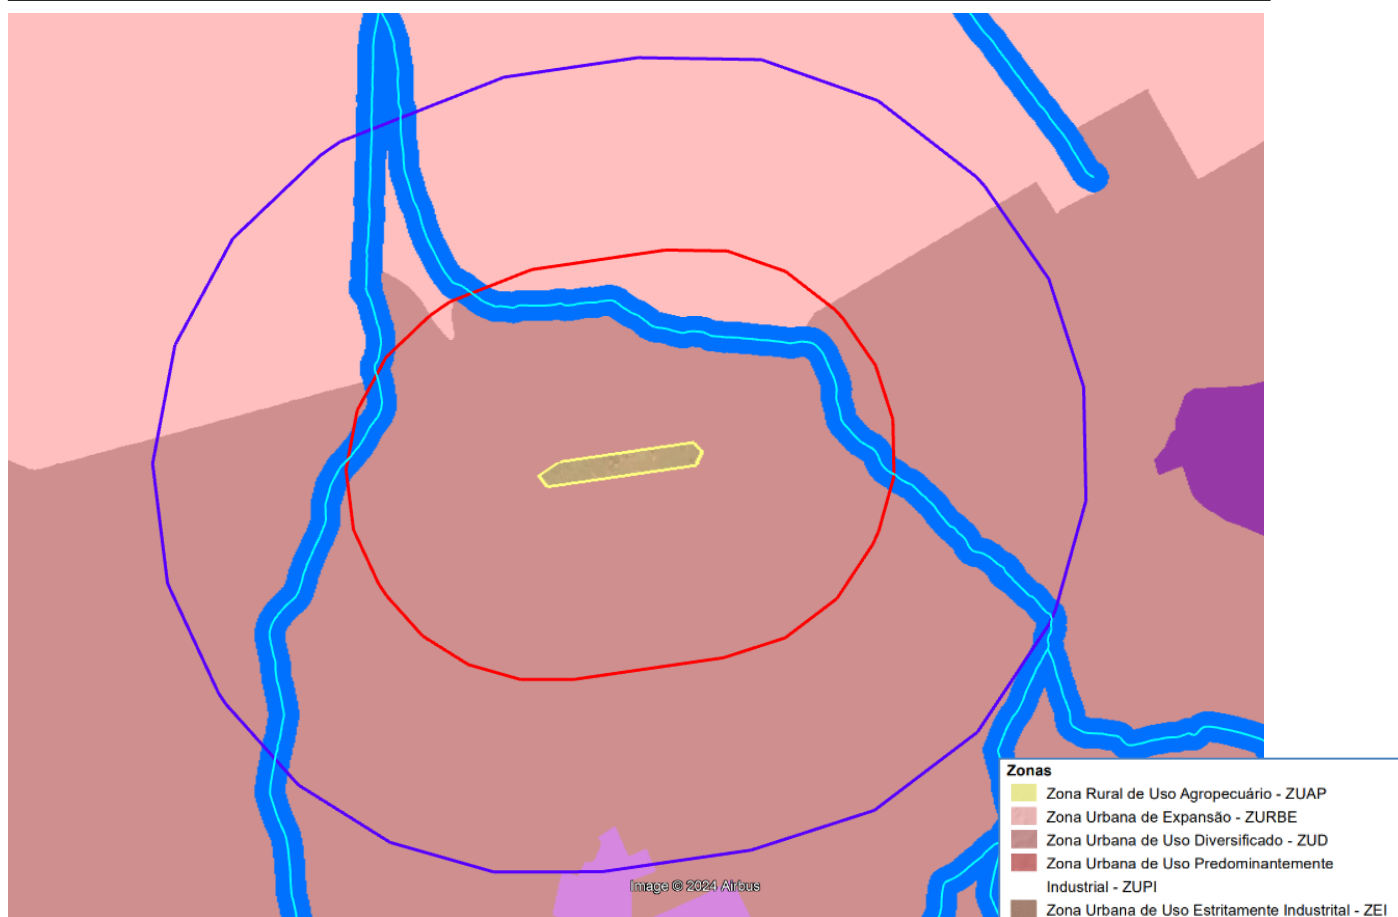 Zonas
Zona Rural de Uso Agropecuário - ZUAP
Zona Urbana de Expansão - ZURBE
Zona Urbana de Uso Diversificado - ZUD
Zona Urbana de Uso Predominantemente
Industrial - ZUPI
Image © 2024 Airbus
Zona Urbana de Uso Estritamente Industrital - ZEI